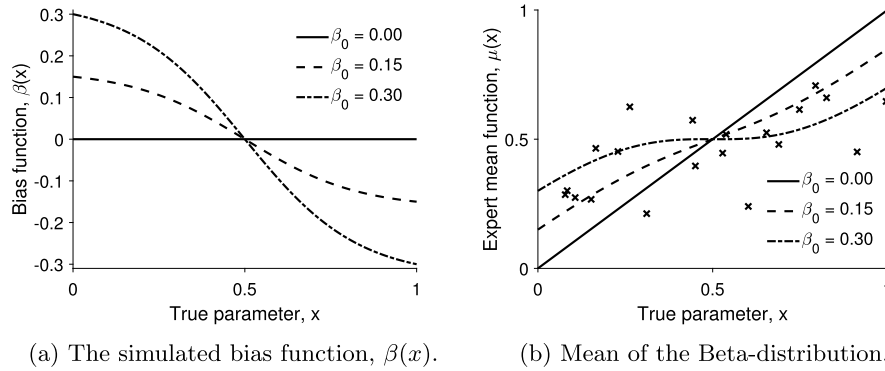 0.3
0.2
0.1
0
-0.1
-0.2
-0.3
Bias function, β(x)
β0 = 0.00
β0 = 0.15
β0 = 0.30
0
0.5
1
True parameter, x
(a) The simulated bias function, β(x).
1
0.5
0
Expert mean function, μ(x)
β0 = 0.00
β0 = 0.15
β0 = 0.30
0
0.5
1
True parameter, x
(b) Mean of the Beta-distribution.